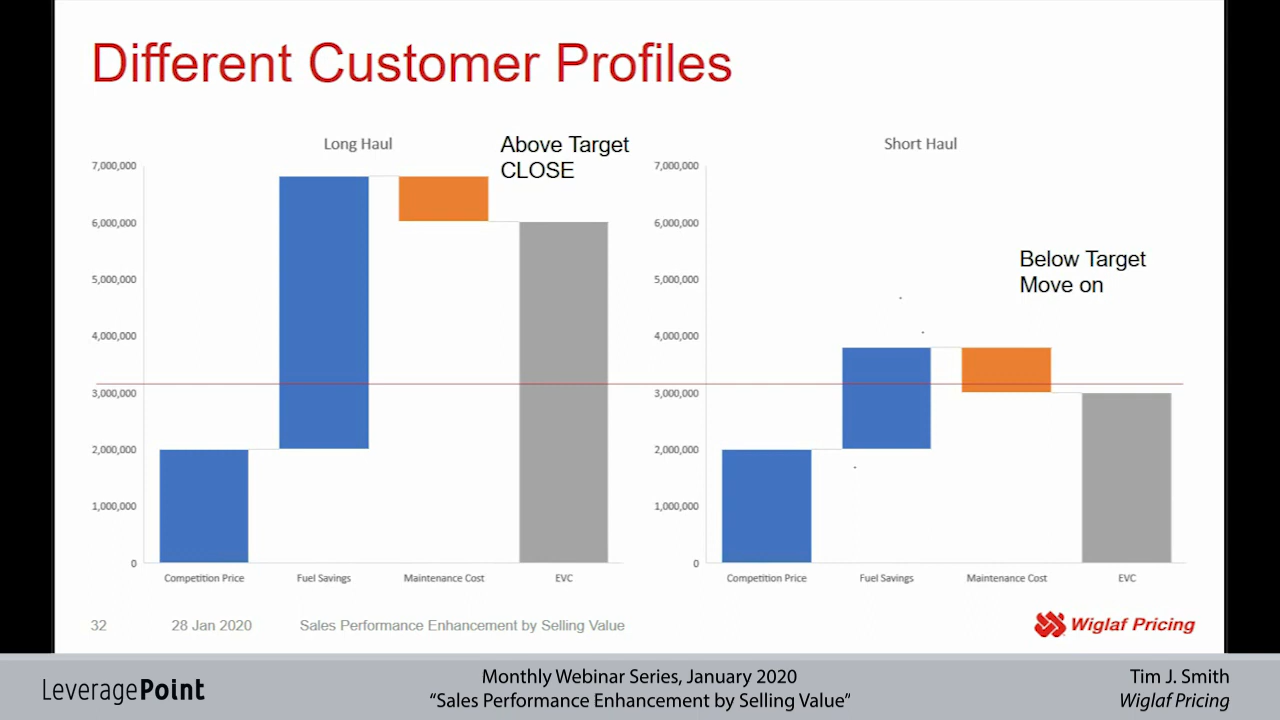 Different Customer Profiles
Long Haul
Above Target
CLOSE
7,000,000
6,000,000
5,000,000
4,000,000
3,000,000
2,000,000
1,000,000
0
Competition Price
Fuel Savings
Maintenance Cost
EVC
Short Haul
Below Target
Move on
7,000,000
6,000,000
5,000,000
4,000,000
3,000,000
2,000,000
1,000,000
0
Competition Price
Fuel Savings
Maintenance Cost
EVC
32
28 Jan 2020
Sales Performance Enhancement by Selling Value
Wiglaf Pricing
LeveragePoint
Monthly Webinar Series, January 2020
“Sales Performance Enhancement by Selling Value”
Tim J. Smith
Wiglaf Pricing